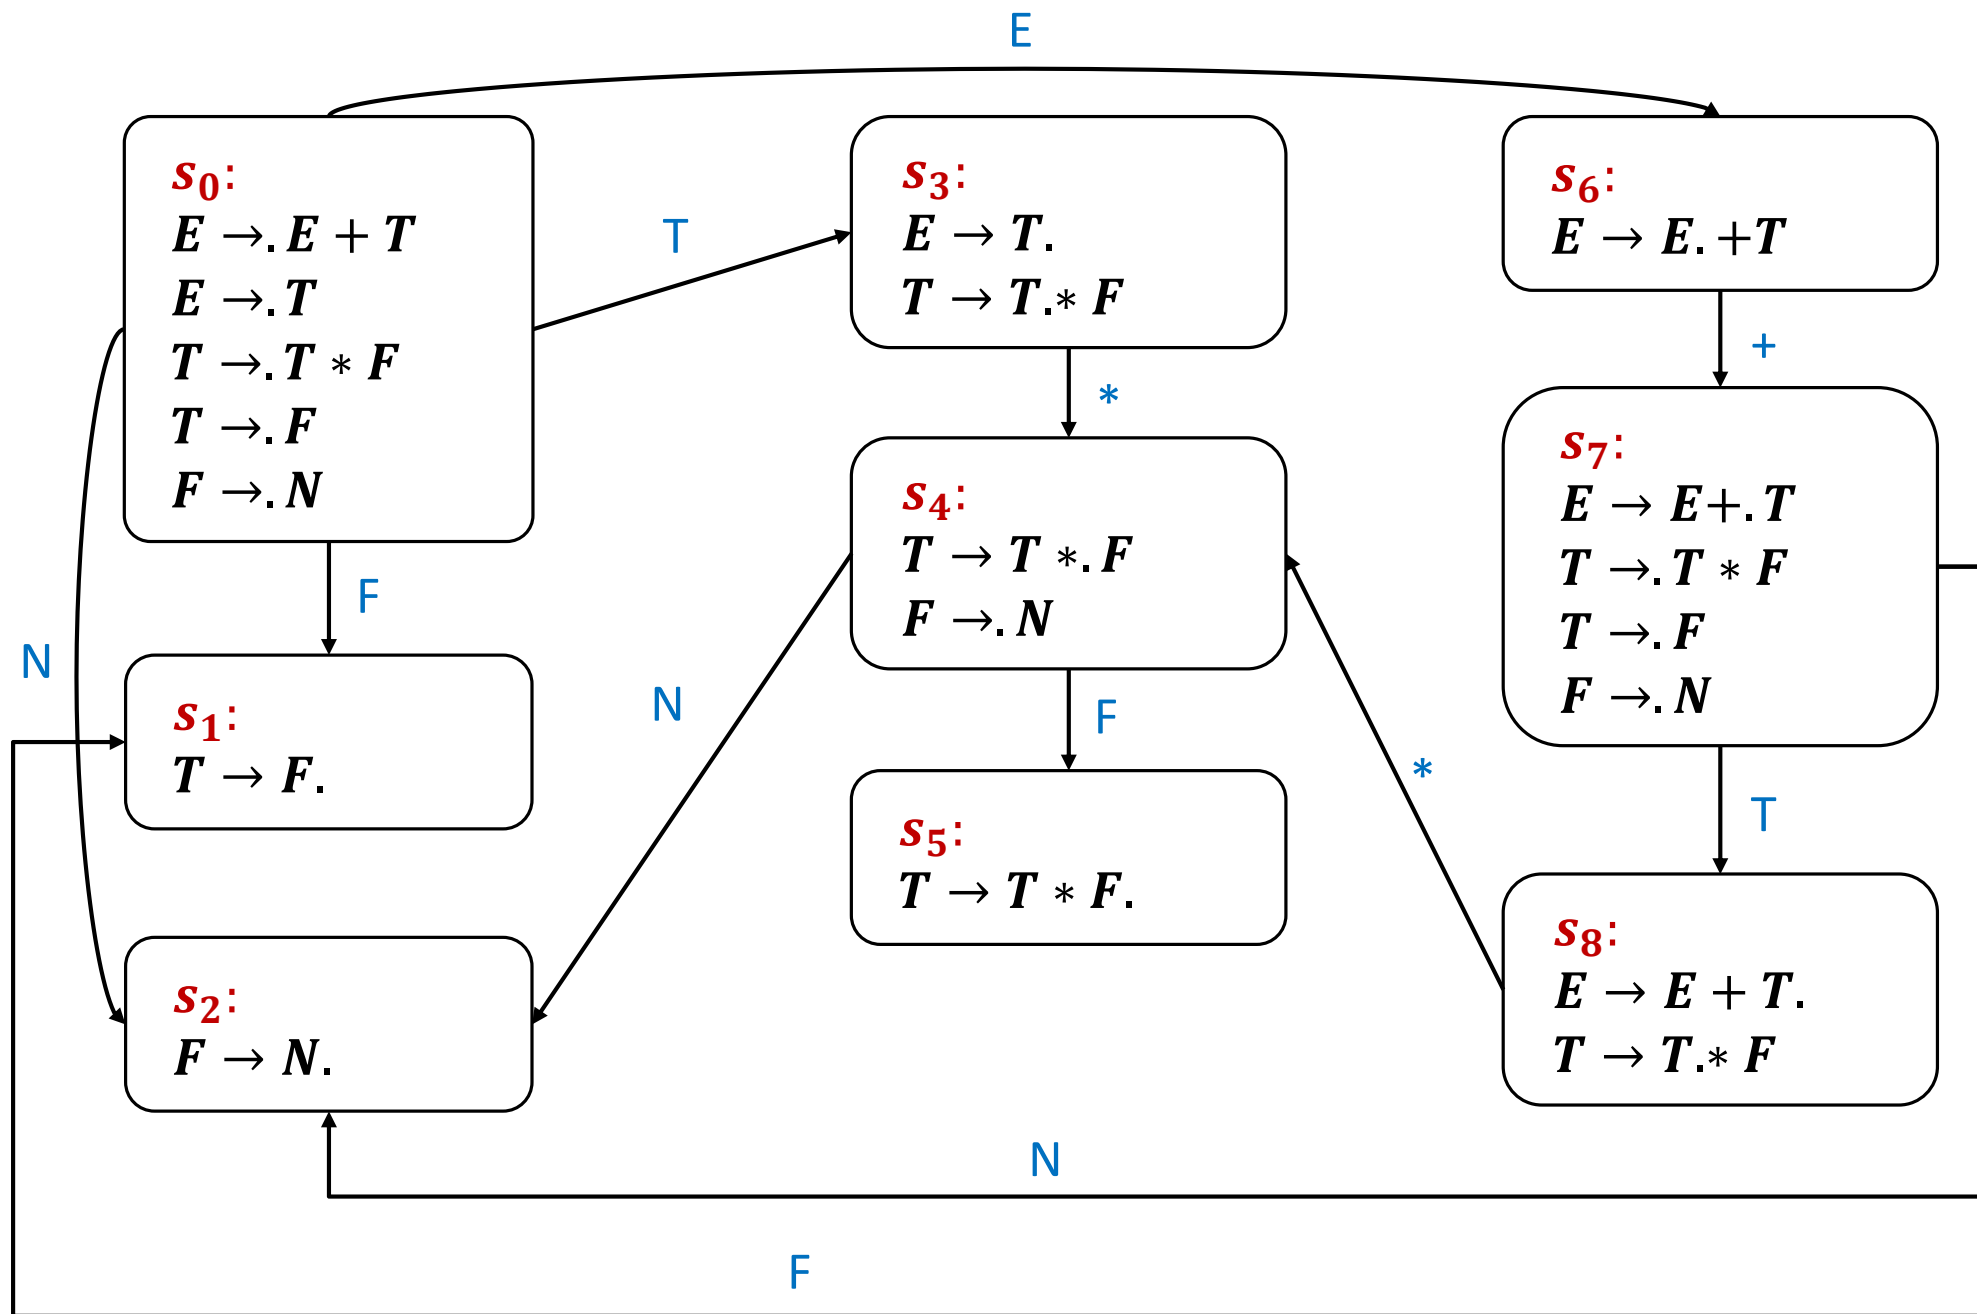 E
s₀:
E →. E + T
E →. T
T →. T * F
T →. F
F →. N
T
s₃:
E → T.
T → T.* F
s₆:
E → E. +T
+
*
s₇:
E → E+. T
T →. T * F
T →. F
F →. N
s₄:
T → T *. F
F →. N
F
N
s₁:
T → F.
N
F
*
T
s₅:
T → T * F.
s₈:
E → E + T.
T → T.* F
s₂:
F → N.
N
F